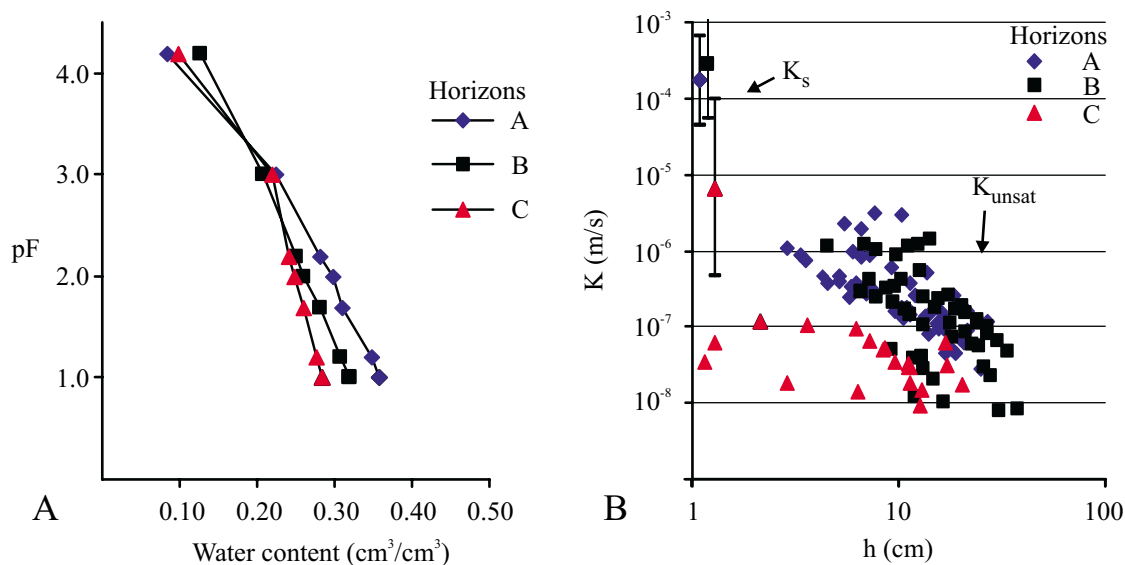 4.0
3.0
2.0
1.0
pF
Horizons
A
B
C
0.10 0.20 0.30 0.40 0.50
Water content (cm³/cm³)
A
10⁻³
10⁻⁴
10⁻⁵
10⁻⁶
10⁻⁷
10⁻⁸
K (m/s)
Horizons
A
B
C
Kₛ
K_unsat
1 10 100
h (cm)
B